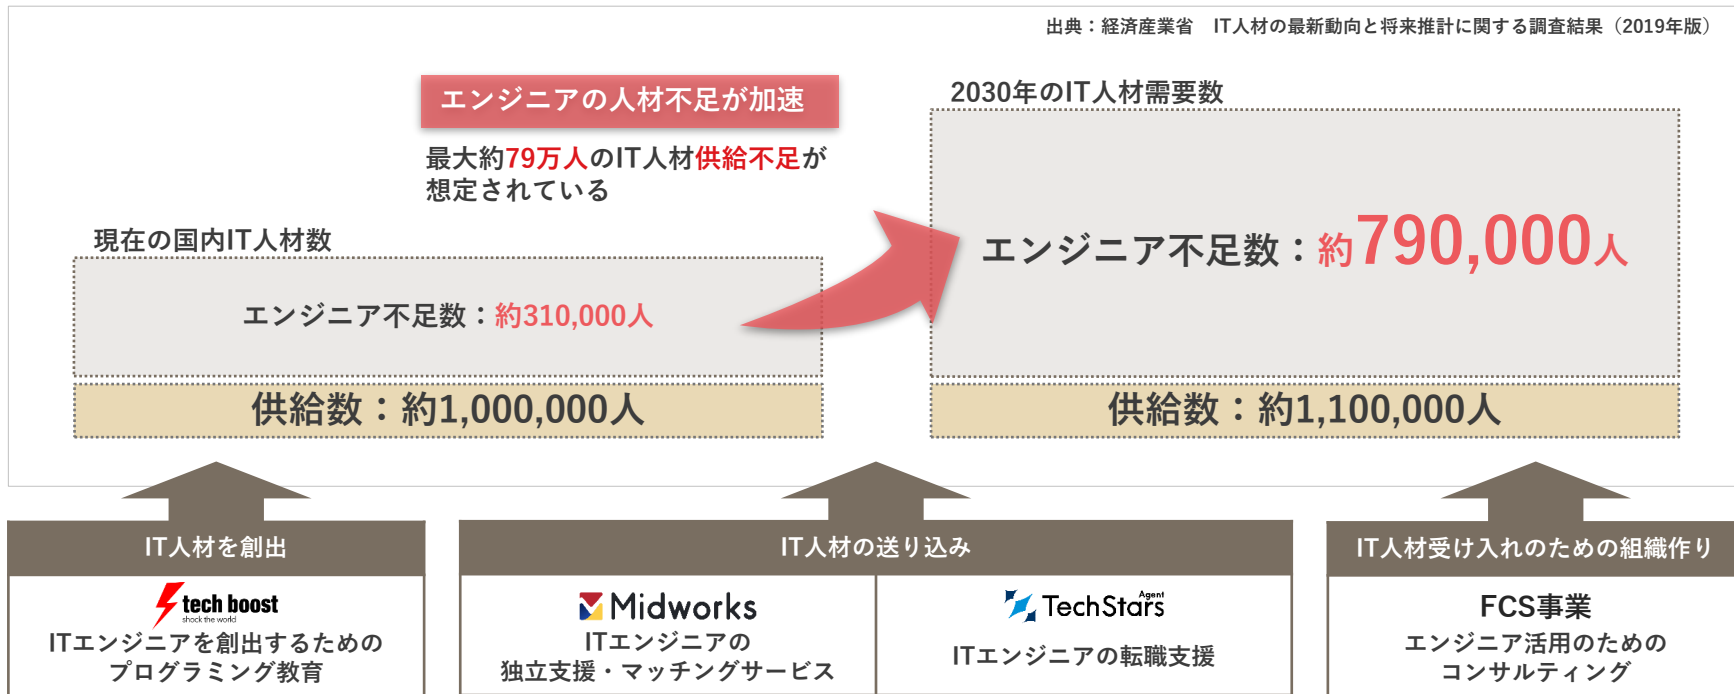 出典：経済産業省　IT人材の最新動向と将来推計に関する調査結果（2019年版）
エンジニアの人材不足が加速
最大約79万人のIT人材供給不足が
想定されている
現在の国内IT人材数
エンジニア不足数：約310,000人
供給数：約1,000,000人
2030年のIT人材需要数
エンジニア不足数：約790,000人
供給数：約1,100,000人
IT人材を創出
tech boost
shock the world
ITエンジニアを創出するための
プログラミング教育
IT人材の送り込み
Midworks
ITエンジニアの
独立支援・マッチングサービス
TechStars Agent
ITエンジニアの転職支援
IT人材受け入れのための組織作り
FCS事業
エンジニア活用のための
コンサルティング